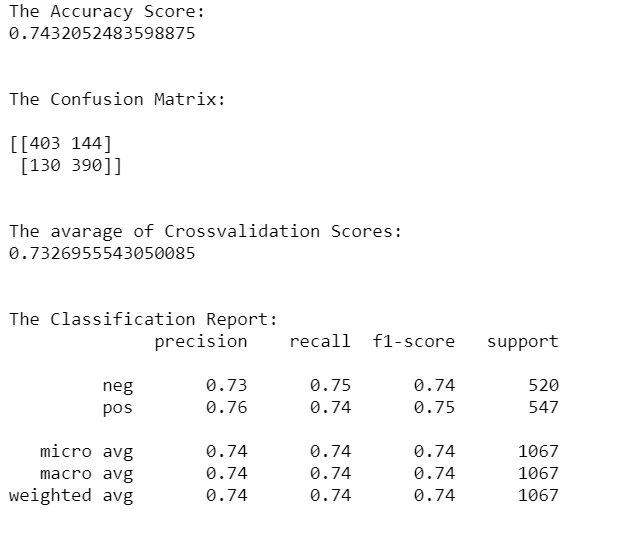 The Accuracy Score:
0.7432052483598875
The Confusion Matrix:
[[403 144]
[130 390]]
The avarage of Crossvalidation Scores:
0.7326955543050085
The Classification Report:
precision recall f1-score support
neg 0.73 0.75 0.74 520
pos 0.76 0.74 0.75 547
micro avg 0.74 0.74 0.74 1067
macro avg 0.74 0.74 0.74 1067
weighted avg 0.74 0.74 0.74 1067